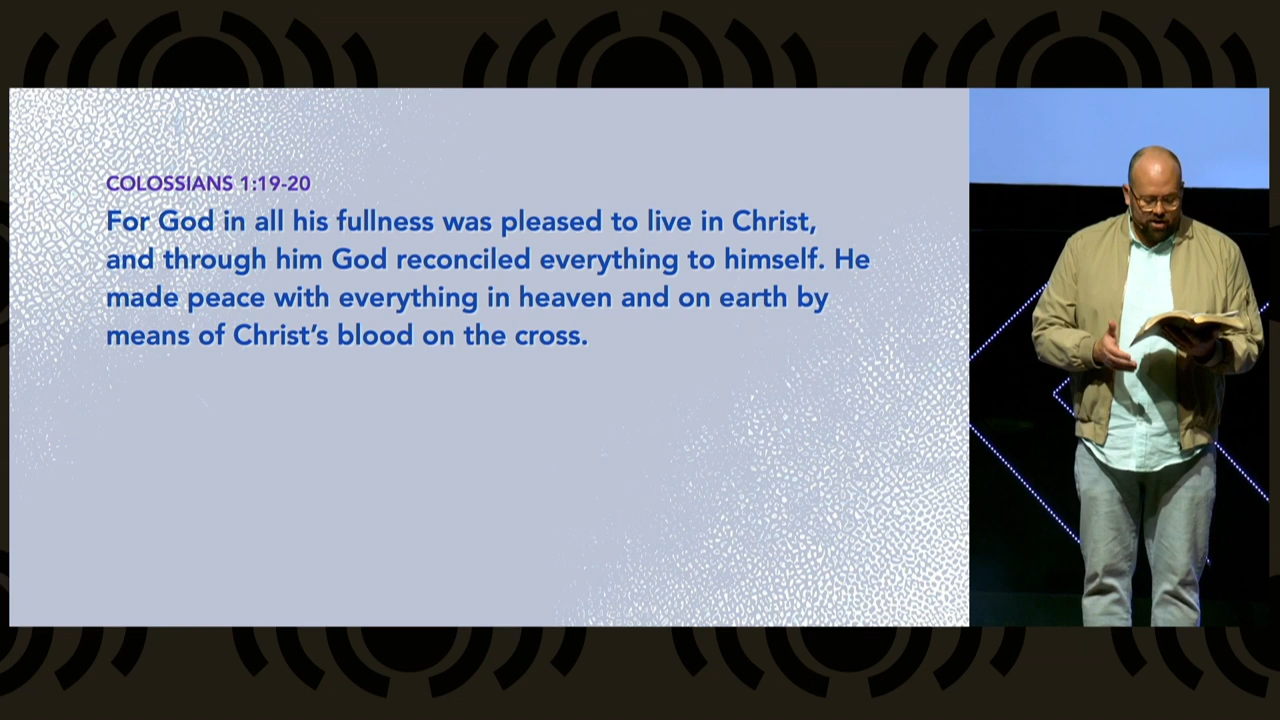 COLOSSIANS 1:19-20
For God in all his fullness was pleased to live in Christ,
and through him God reconciled everything to himself. He
made peace with everything in heaven and on earth by
means of Christ’s blood on the cross.